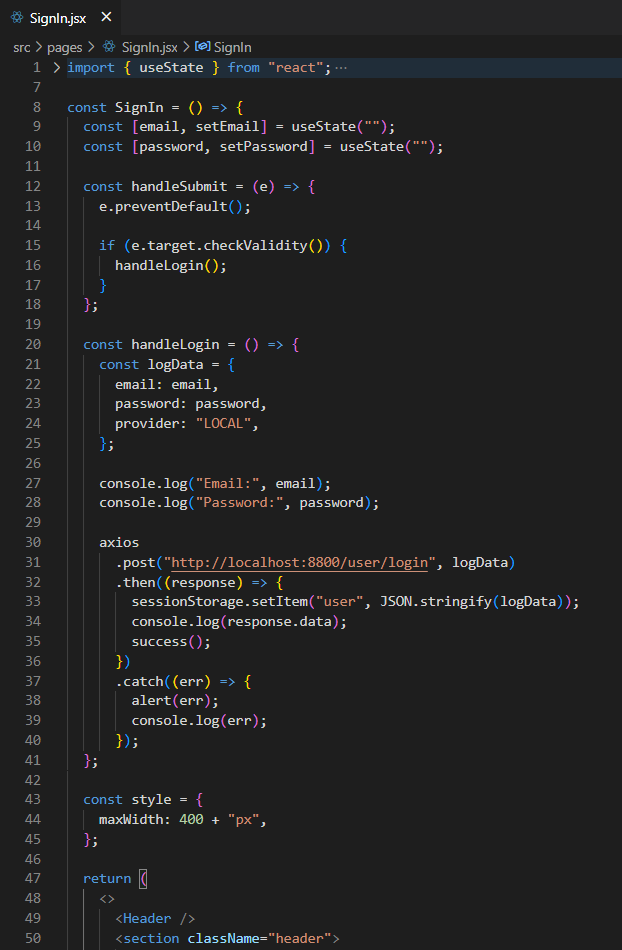 SignIn.jsx ×
src > pages > SignIn.jsx > SignIn
1 > import { useState } from "react"; ···
7
8 const SignIn = () => {
9   const [email, setEmail] = useState("");
10   const [password, setPassword] = useState("");
11
12   const handleSubmit = (e) => {
13     e.preventDefault();
14
15     if (e.target.checkValidity()) {
16       handleLogin();
17     }
18   };
19
20   const handleLogin = () => {
21     const logData = {
22       email: email,
23       password: password,
24       provider: "LOCAL",
25     };
26
27     console.log("Email:", email);
28     console.log("Password:", password);
29
30     axios
31       .post("http://localhost:8800/user/login", logData)
32       .then((response) => {
33         sessionStorage.setItem("user", JSON.stringify(logData));
34         console.log(response.data);
35         success();
36       })
37       .catch((err) => {
38         alert(err);
39         console.log(err);
40       });
41   };
42
43   const style = {
44     maxWidth: 400 + "px",
45   };
46
47   return (
48     <>
49       <Header />
50       <section className="header">